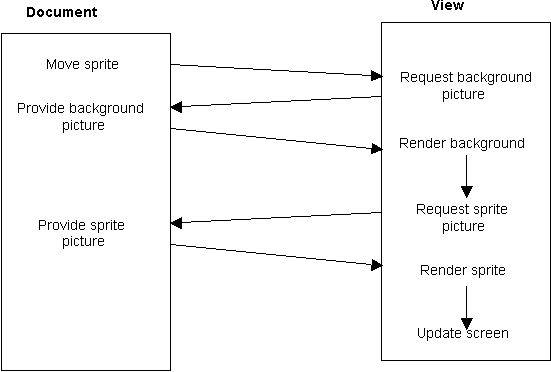 Document
Move sprite
Provide background
picture
Provide sprite
picture
View
Request background
picture
Render background
Request sprite
picture
Render sprite
Update screen